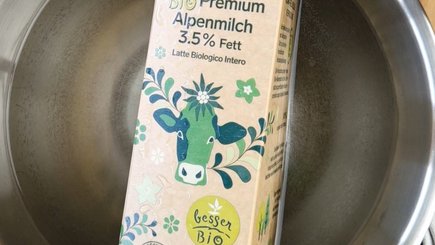 BIO Premium
Alpenmilch
3.5% Fett
Latte Biologico Intero
besser
BIO